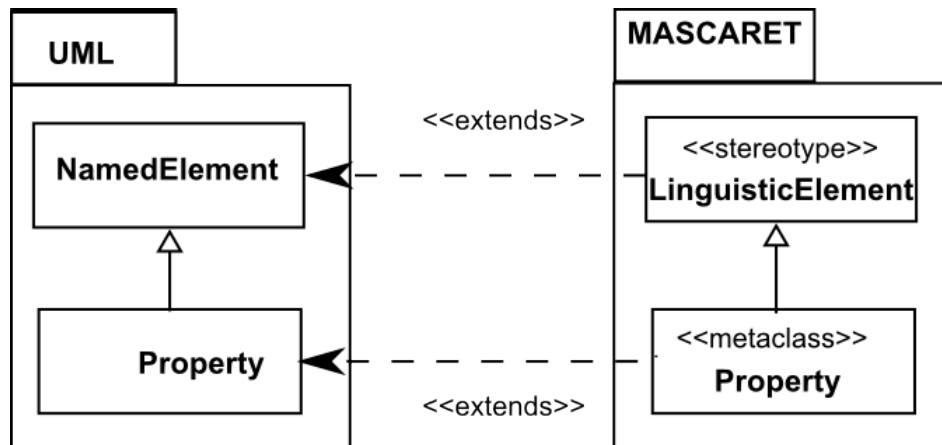 UML
MASCARET
<<extends>>
NamedElement
<<stereotype>>
LinguisticElement
Property
<<metaclass>>
Property
<<extends>>